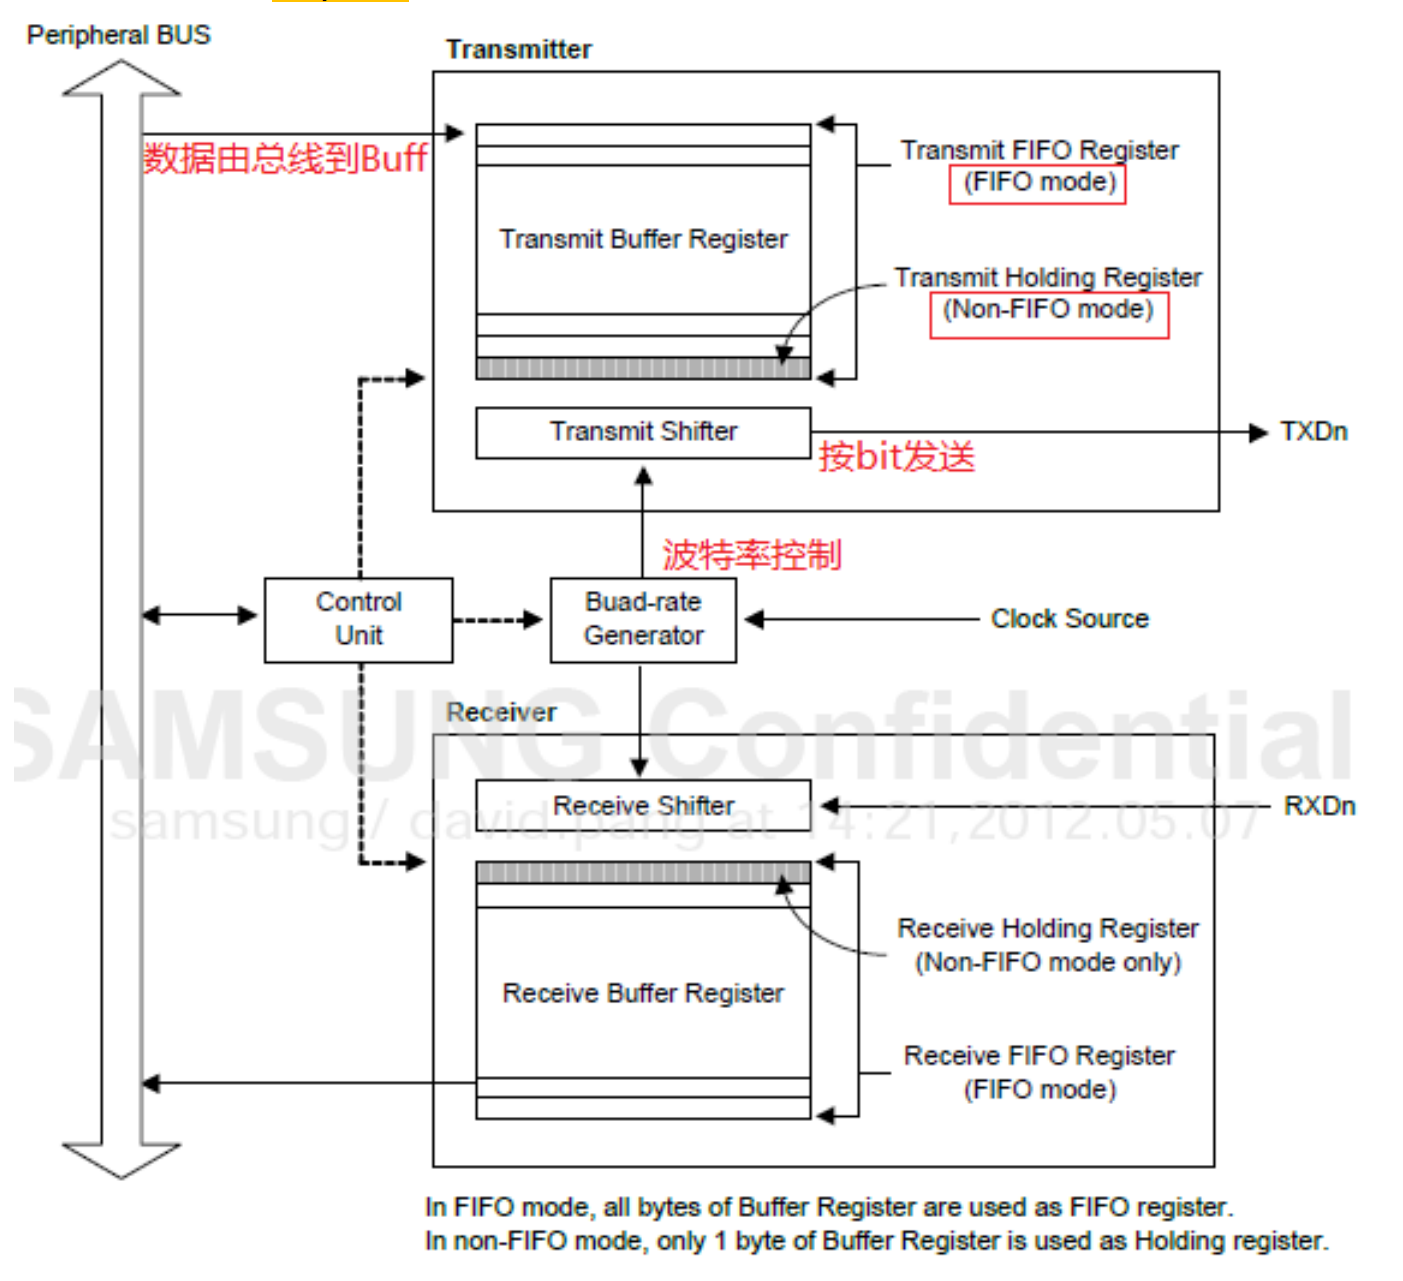 Peripheral BUS
Transmitter
数据由总线到Buff
Transmit FIFO Register
(FIFO mode)
Transmit Buffer Register
Transmit Holding Register
(Non-FIFO mode)
Transmit Shifter
TXDn
按bit发送
波特率控制
Control
Unit
Buad-rate
Generator
Clock Source
SAMSUNG Confidential
Receiver
Receive Shifter
RXDn
samsung / david.pang at 14:21,2012.05.07
Receive Holding Register
(Non-FIFO mode only)
Receive Buffer Register
Receive FIFO Register
(FIFO mode)
In FIFO mode, all bytes of Buffer Register are used as FIFO register.
In non-FIFO mode, only 1 byte of Buffer Register is used as Holding register.